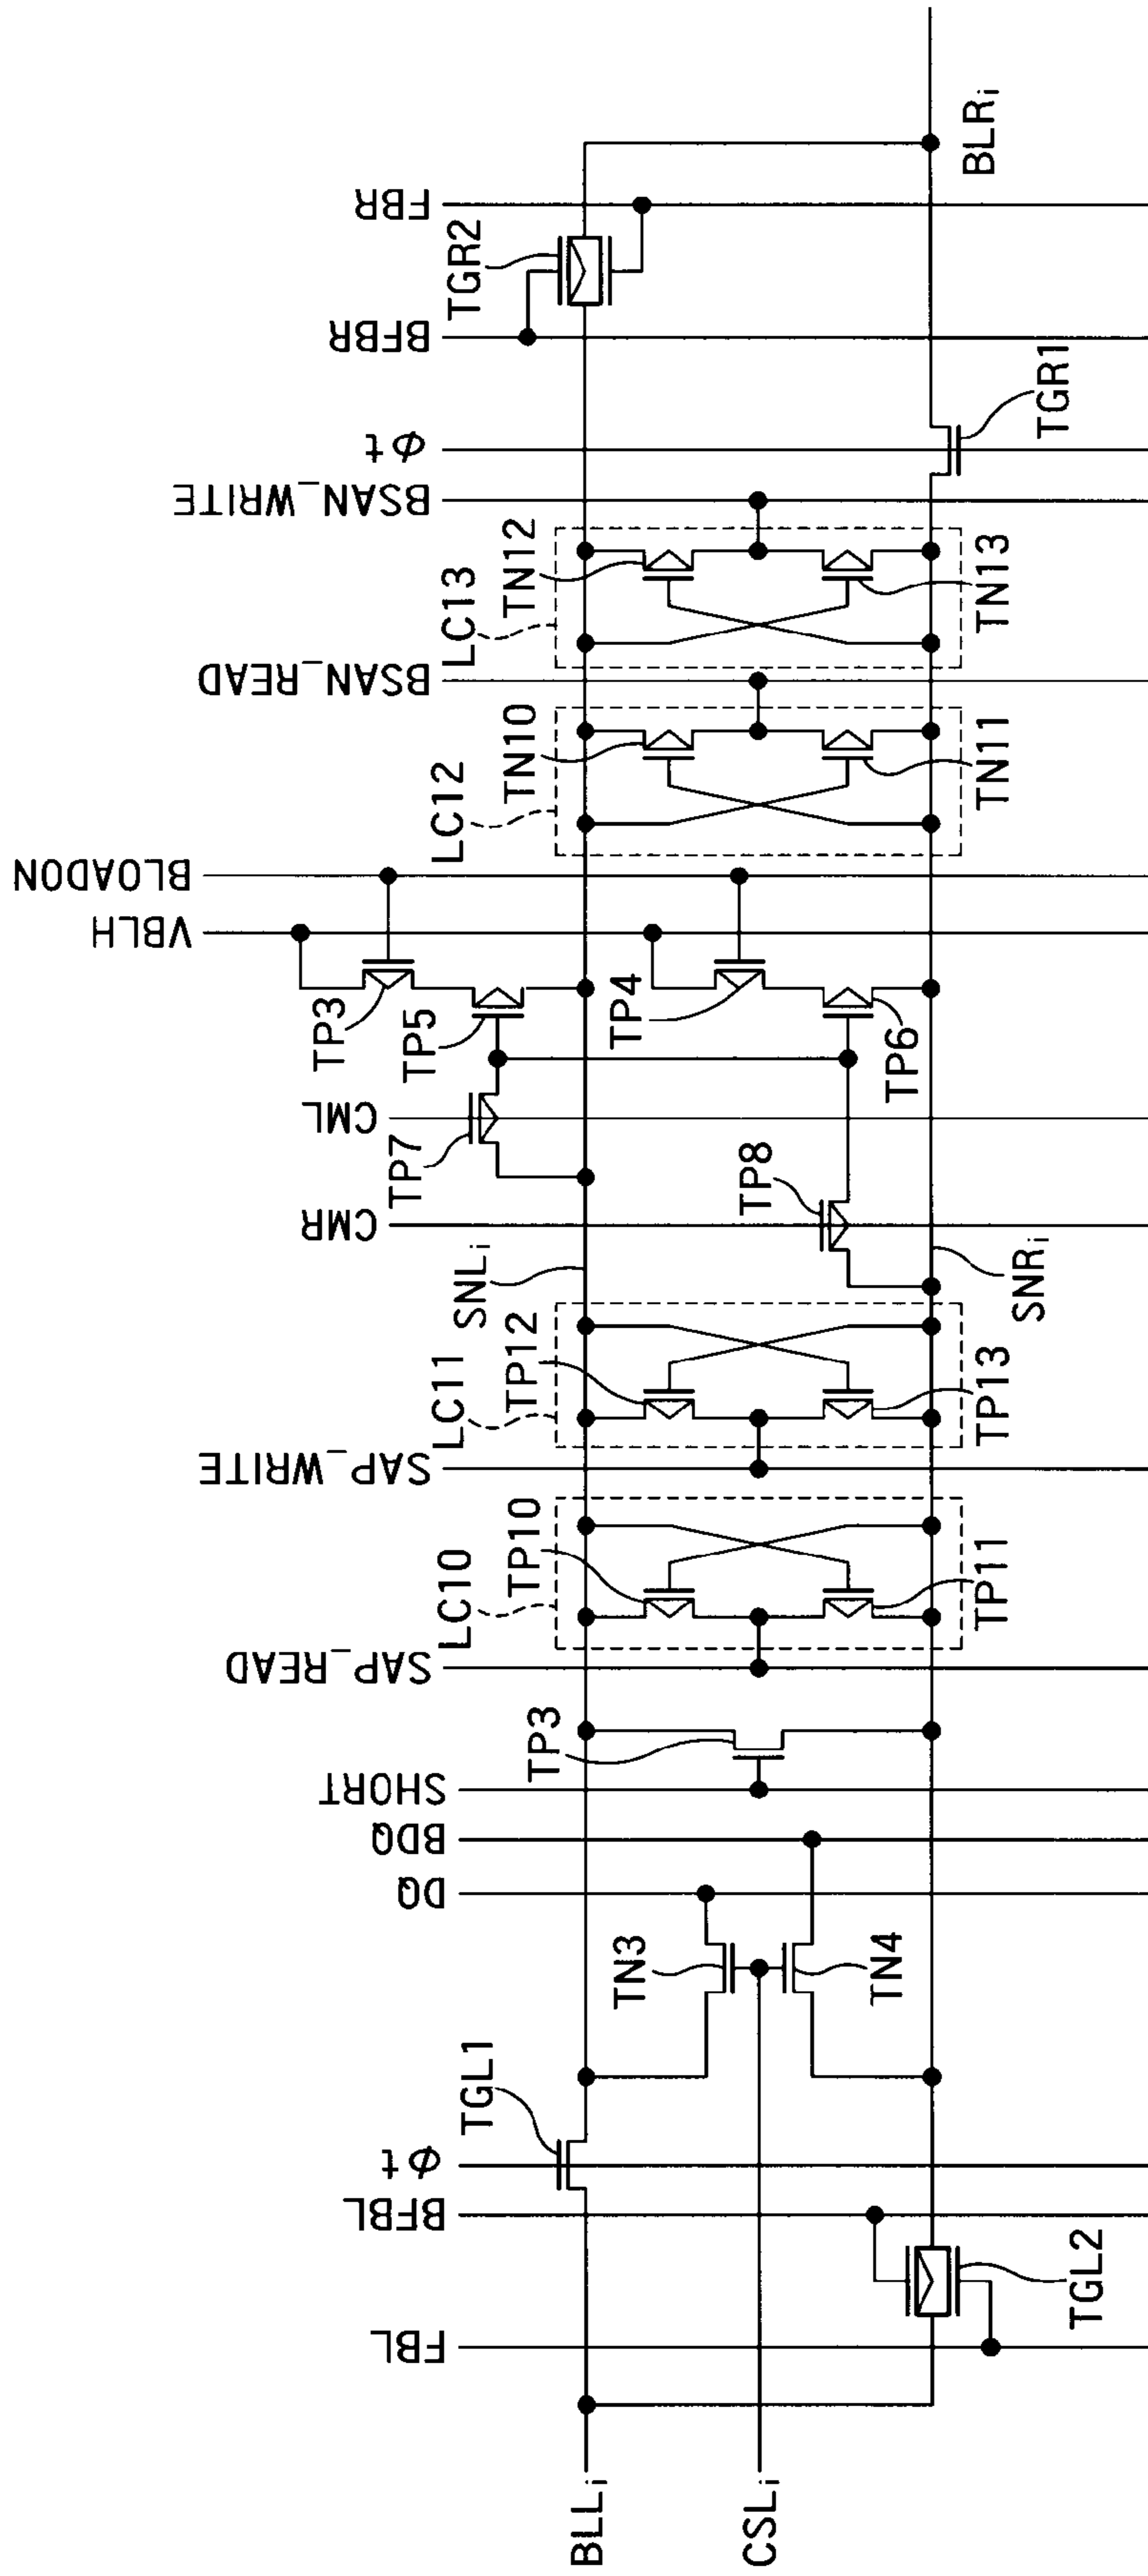 BLOADON
VBLH
FBR
BFBR
Φt
BSAN_WRITE
BSAN_READ
CML
CMR
SAP_WRITE
SAP_READ
SHORT
BDQ
DQ
Φt
BFBL
FBL
TGR2
BLRi
TGR1
LC13
TN12
TN13
LC12
TN10
TN11
TP3
TP5
TP4
TP6
TP7
TP8
SNLi
SNRi
LC11
TP12
TP13
LC10
TP10
TP11
TP3
TN3
TN4
TGL1
TGL2
BLLi
CSLi